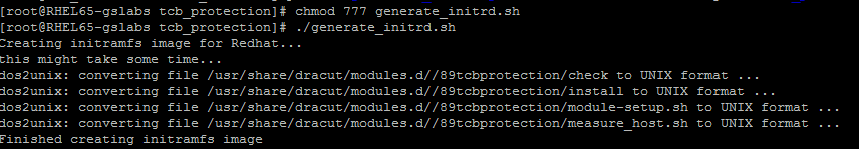 [root@RHEL65-gslabs tcb_protection]# chmod 777 generate_initrd.sh
[root@RHEL65-gslabs tcb_protection]# ./generate_initrd.sh
Creating initramfs image for Redhat...
this might take some time...
dos2unix: converting file /usr/share/dracut/modules.d//89tcbprotection/check to UNIX format ...
dos2unix: converting file /usr/share/dracut/modules.d//89tcbprotection/install to UNIX format ...
dos2unix: converting file /usr/share/dracut/modules.d//89tcbprotection/module-setup.sh to UNIX format ...
dos2unix: converting file /usr/share/dracut/modules.d//89tcbprotection/measure_host.sh to UNIX format ...
Finished creating initramfs image